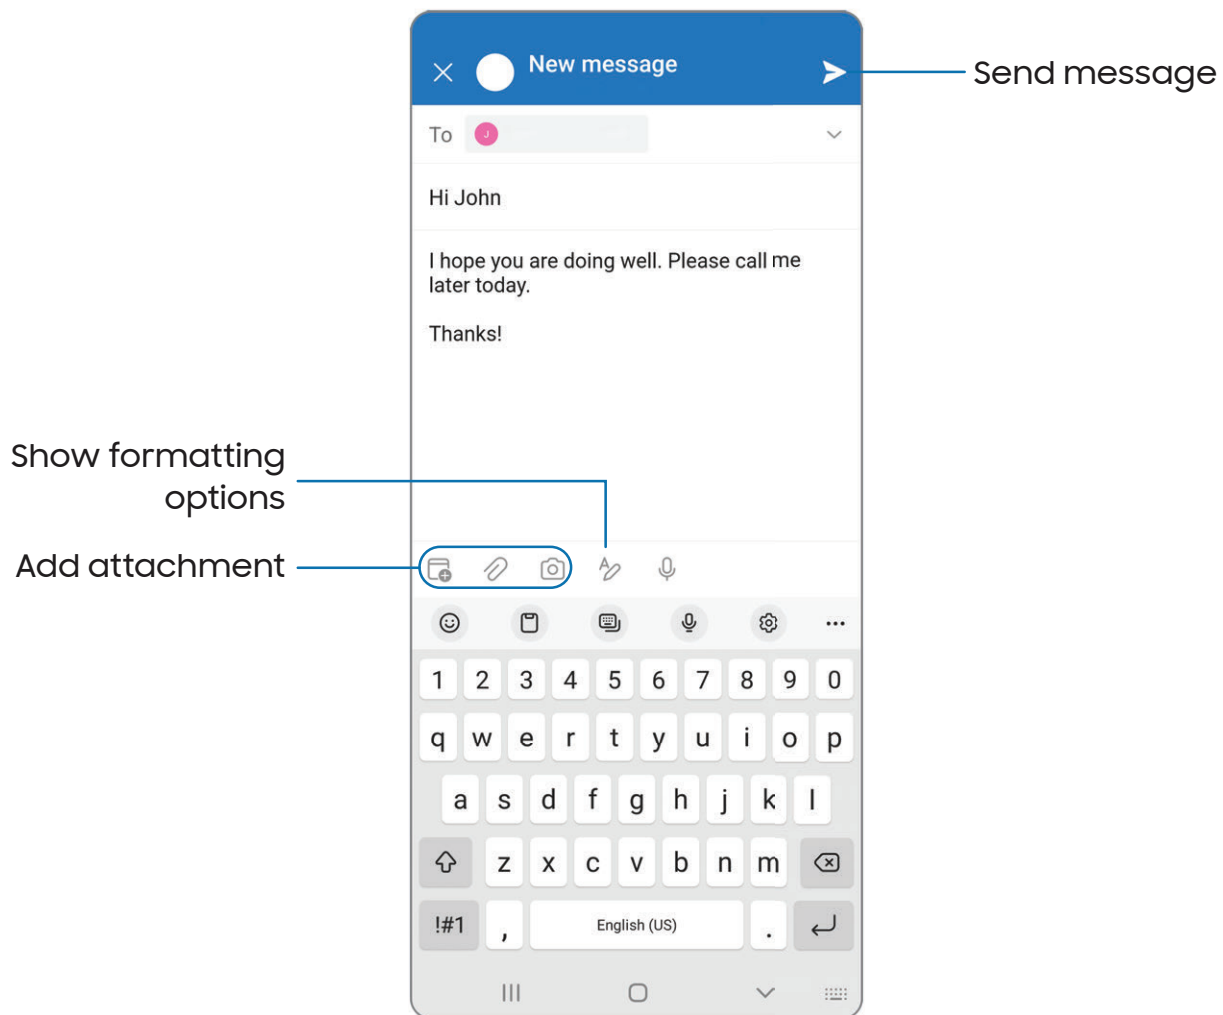 New message
Send message
To J
Hi John
I hope you are doing well. Please call me
later today.
Thanks!
Show formatting
options
Add attachment
1 2 3 4 5 6 7 8 9 0
q w e r t y u i o p
a s d f g h j k l
z x c v b n m
!#1 , English (US) .